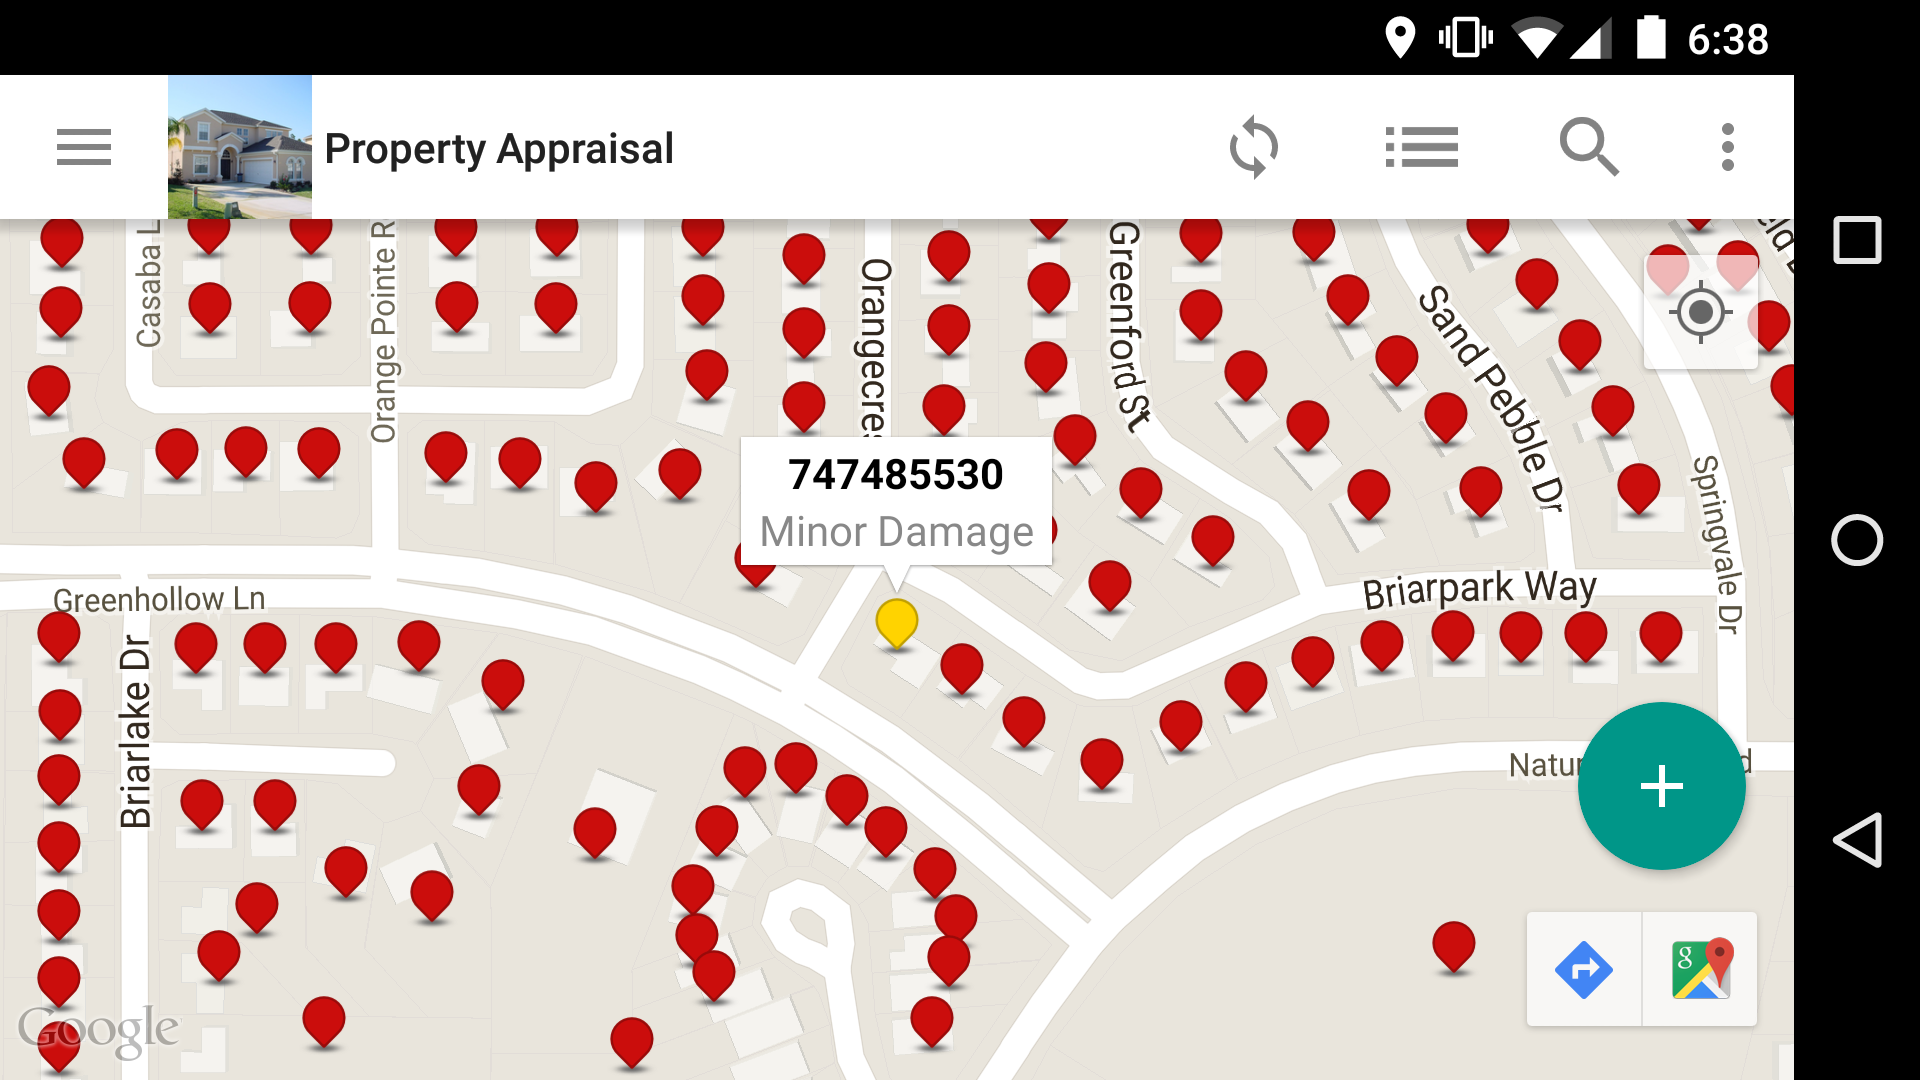 6:38
Property Appraisal
Casaba L
Orange Pointe R
Orangecres
Greenford St
Sand Pebble Dr
Springvale Dr
747485530
Minor Damage
Briarpark Way
Greenhollow Ln
Briarlake Dr
Natur
d
g
Google